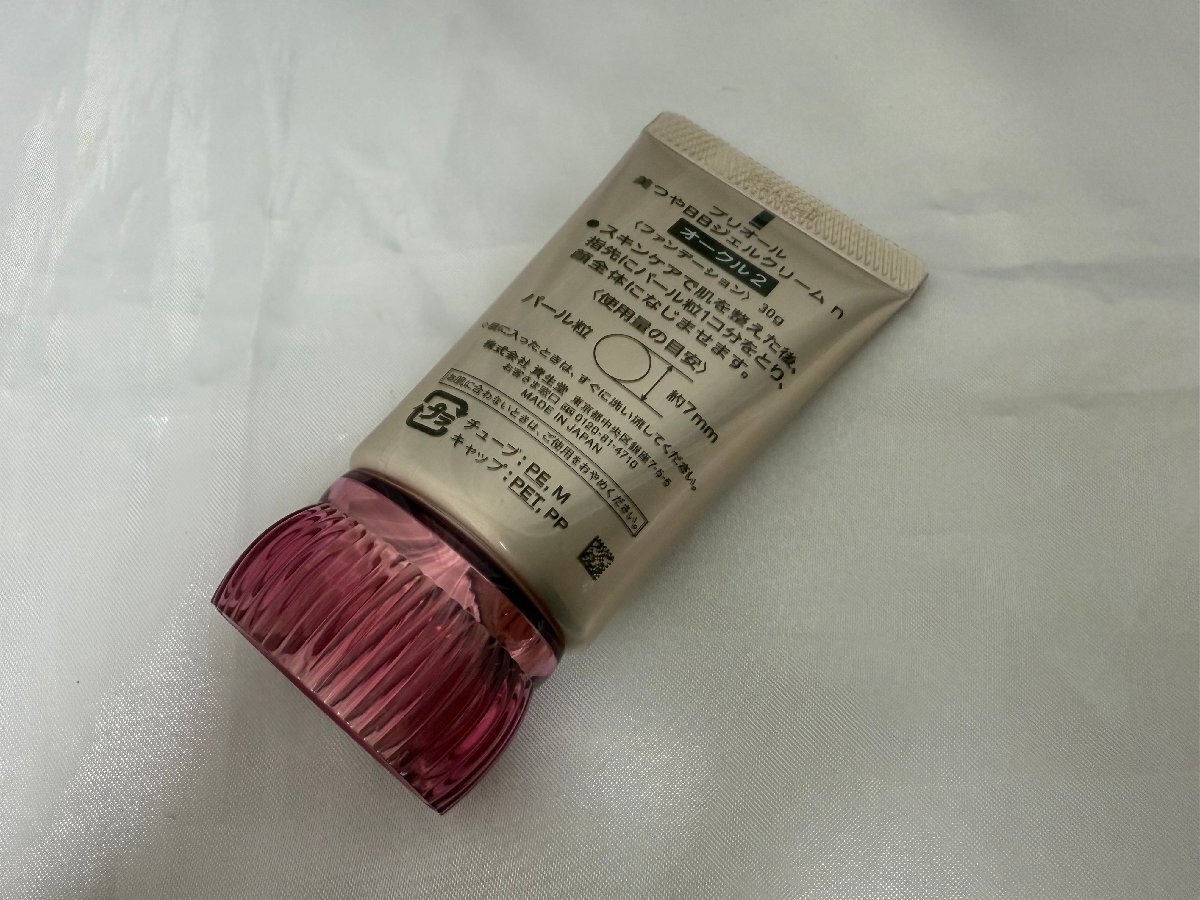 プリオール
美つやBBジェルクリーム n
オークル2
〈ファンデーション〉 30g
●スキンケアで肌を整えた後、
指先にパール粒1コ分をとり、
顔全体になじませます。
〈使用量の目安〉
パール粒
約7mm
◇目に入ったときは、すぐに洗い流してください。
株式会社 資生堂 東京都中央区銀座7-5-5
お客さま窓口 0120-81-4710
MADE IN JAPAN
お肌に合わないときは、ご使用をおやめください。
プラ
チューブ:PE, M
キャップ:PET, PP